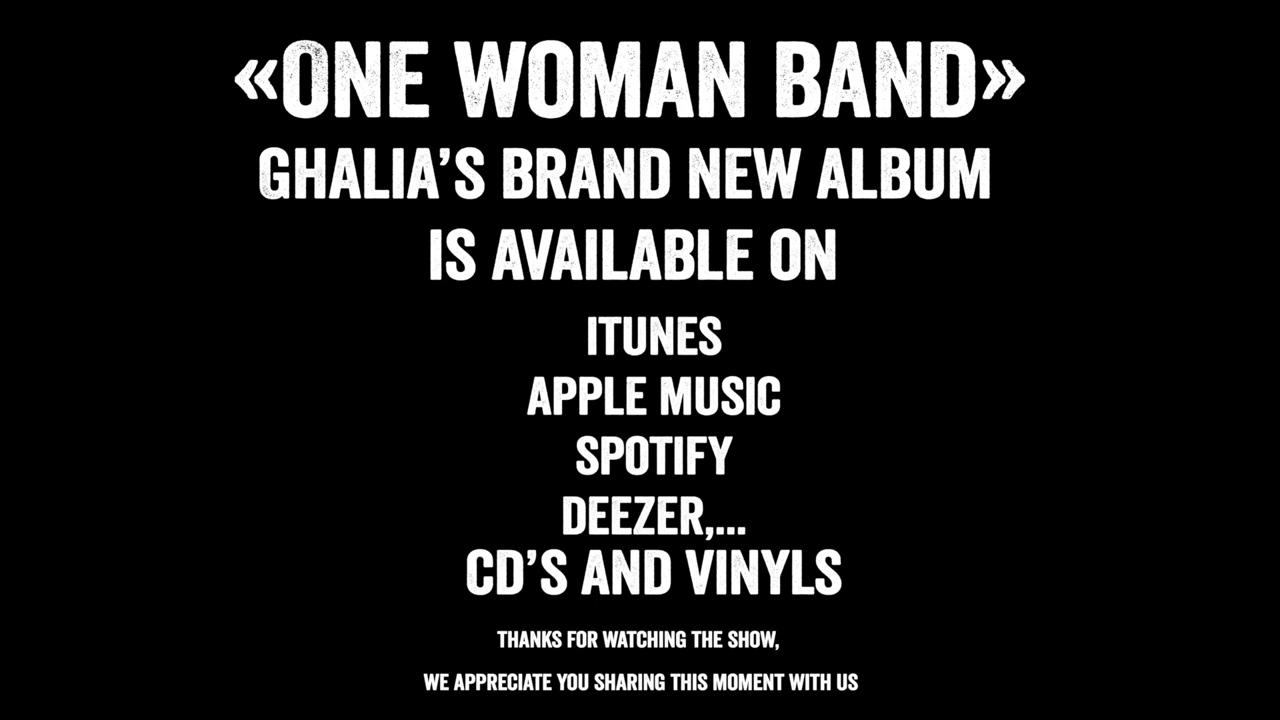 «ONE WOMAN BAND»
GHALIA’S BRAND NEW ALBUM
IS AVAILABLE ON
ITUNES
APPLE MUSIC
SPOTIFY
DEEZER,...
CD’S AND VINYLS
THANKS FOR WATCHING THE SHOW,
WE APPRECIATE YOU SHARING THIS MOMENT WITH US